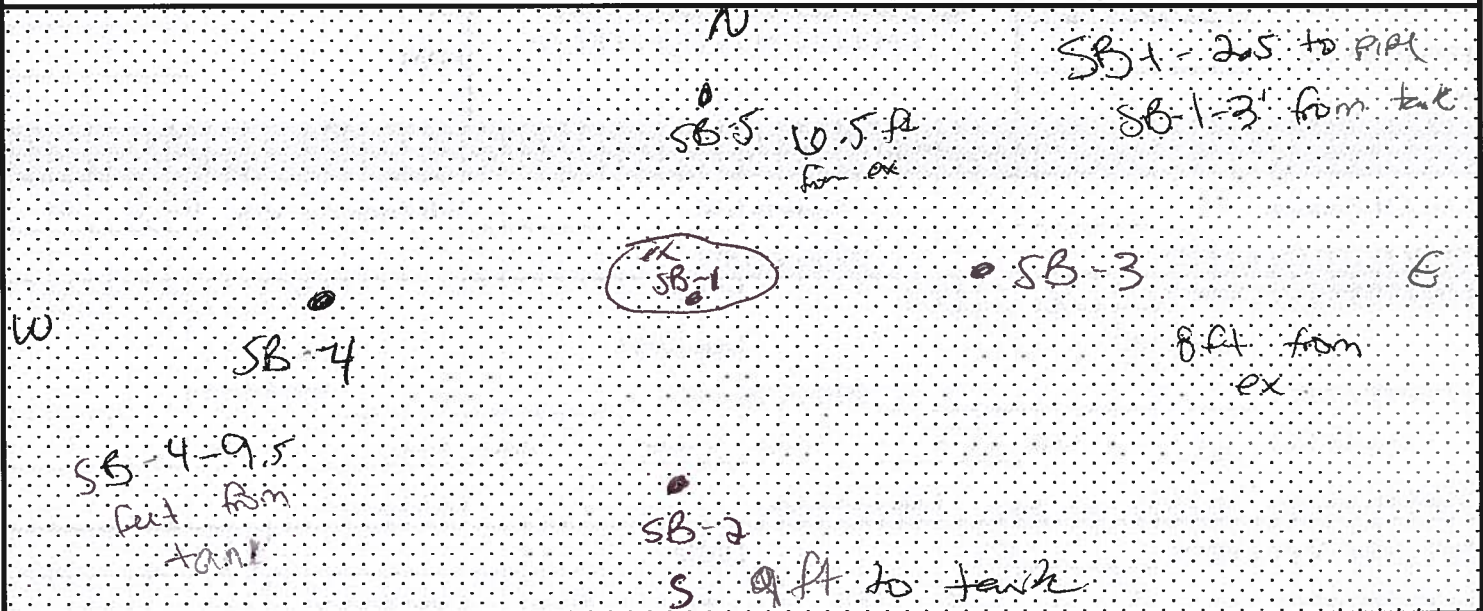 N
SB-1 - 2.5 to pipe
SB-1-3' from tank
SB-5 10.5 ft
from ex
ex
SB-1
SB-3
E
W
SB-4
8 ft from
ex
SB-4-9.5
feet from
tank
SB-2
S 9 ft to tank